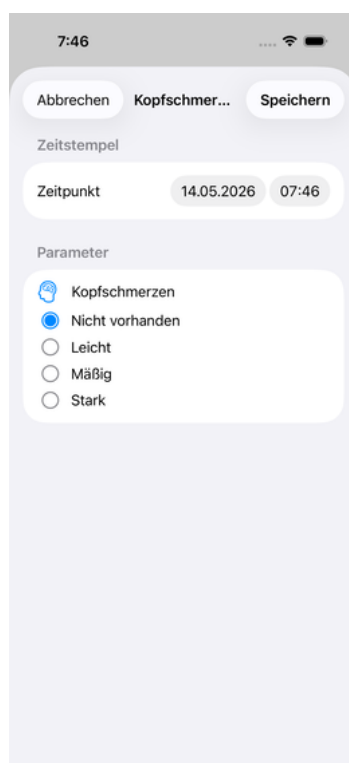 7:46
Abbrechen Kopfschmer... Speichern
Zeitstempel
Zeitpunkt 14.05.2026 07:46
Parameter
Kopfschmerzen
Nicht vorhanden
Leicht
Mäßig
Stark